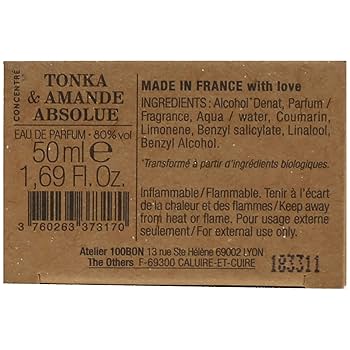 CONCENTRÉ
TONKA
& AMANDE
ABSOLUE
EAU DE PARFUM · 80% vol
50 ml e
1,69 Fl. Oz.
3 760263 373170
MADE IN FRANCE with love
INGREDIENTS : Alcohol*Denat, Parfum /
Fragrance, Aqua / water, Coumarin,
Limonene, Benzyl salicylate, Linalool,
Benzyl Alcohol.
*Transformé à partir d'ingrédients biologiques.
Inflammable/Flammable. Tenir à l'écart
de la chaleur et des flammes/Keep away
from heat or flame. Pour usage externe
seulement/For external use only.
Atelier 100BON 13 rue Ste Hélène 69002 LYON
The Others F-69300 CALUIRE-ET-CUIRE
183311